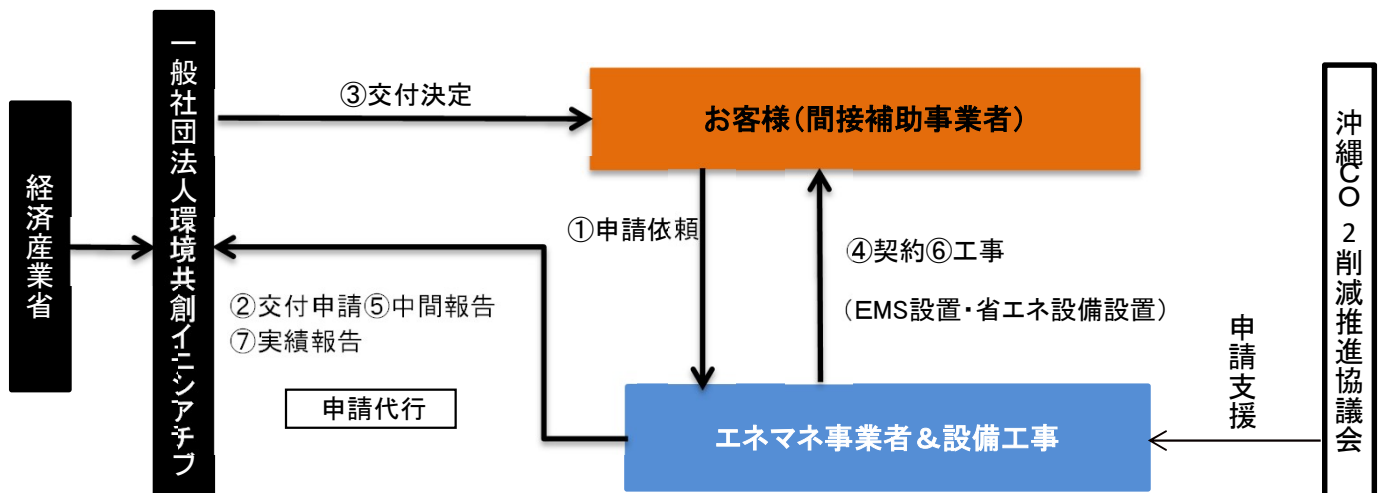 経済産業省
一般社団法人環境共創イニシアチブ
③交付決定
お客様(間接補助事業者)
①申請依頼
④契約⑥工事
(EMS設置・省エネ設備設置)
②交付申請⑤中間報告
⑦実績報告
申請代行
エネマネ事業者&設備工事
申請支援
沖縄CO2削減推進協議会